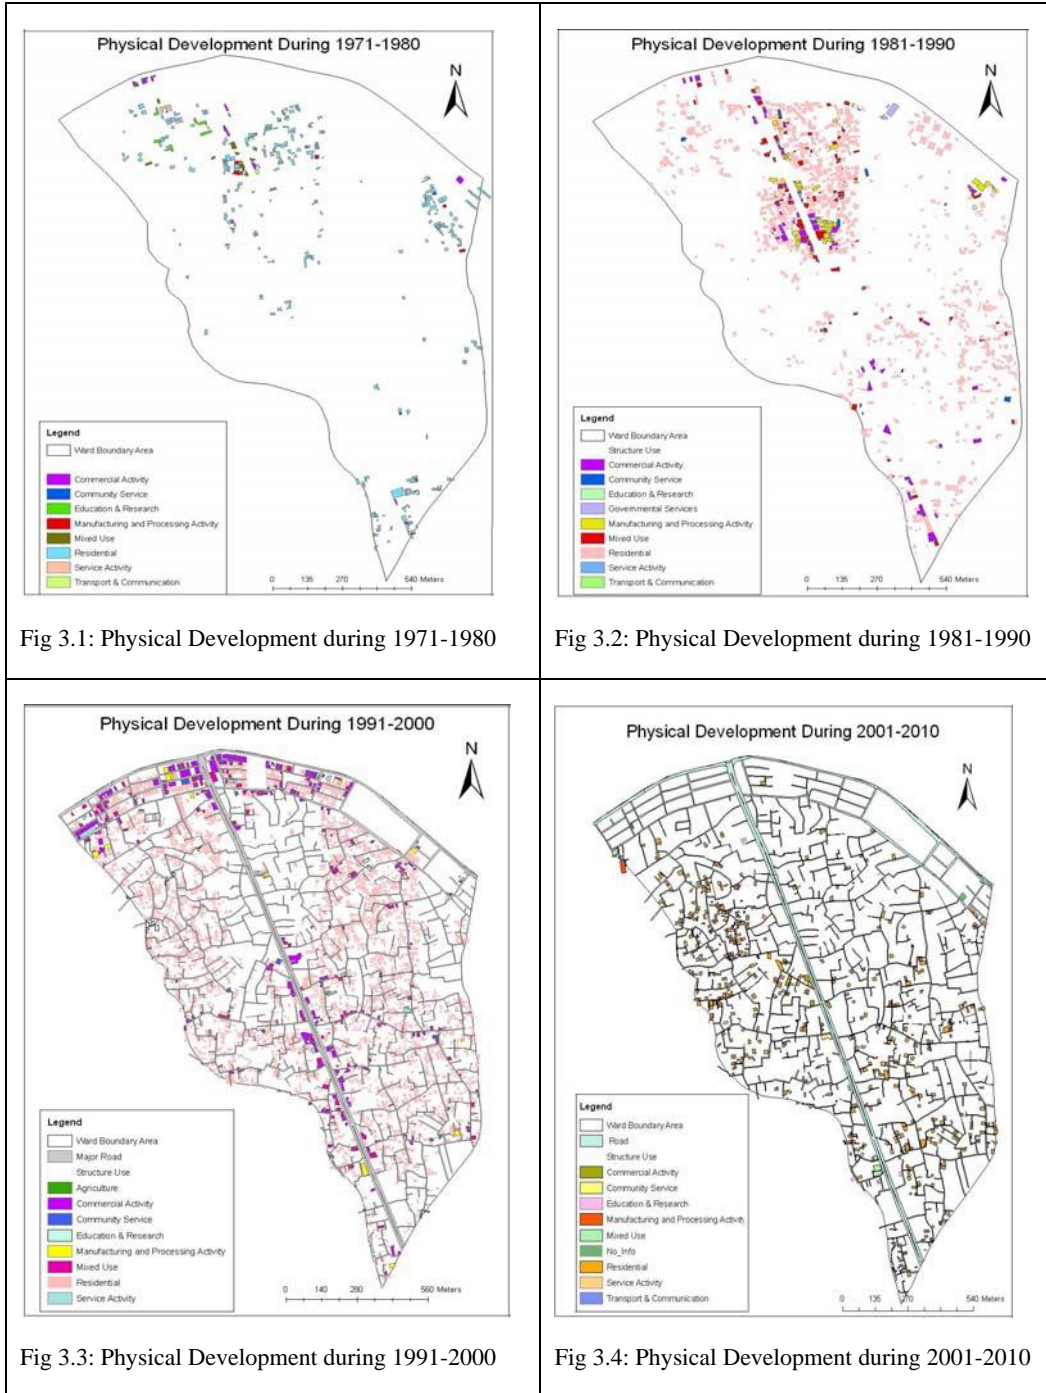 Physical Development During 1971-1980
N
Legend
Ward Boundary Area
Commercial Activity
Community Service
Education & Research
Manufacturing and Processing Activity
Mixed Use
Residential
Service Activity
Transport & Communication
0 135 270 540 Meters
Fig 3.1: Physical Development during 1971-1980
Physical Development During 1981-1990
N
Legend
Ward Boundary Area
Structure Use
Commercial Activity
Community Service
Education & Research
Governmental Services
Manufacturing and Processing Activity
Mixed Use
Residential
Service Activity
Transport & Communication
0 135 270 540 Meters
Fig 3.2: Physical Development during 1981-1990
Physical Development During 1991-2000
N
Legend
Ward Boundary Area
Major Road
Structure Use
Agriculture
Commercial Activity
Community Service
Education & Research
Manufacturing and Processing Activity
Mixed Use
Residential
Service Activity
0 140 280 560 Meters
Fig 3.3: Physical Development during 1991-2000
Physical Development During 2001-2010
N
Legend
Ward Boundary Area
Road
Structure Use
Commercial Activity
Community Service
Education & Research
Manufacturing and Processing Activity
Mixed Use
No_Info
Residential
Service Activity
Transport & Communication
0 135 270 540 Meters
Fig 3.4: Physical Development during 2001-2010